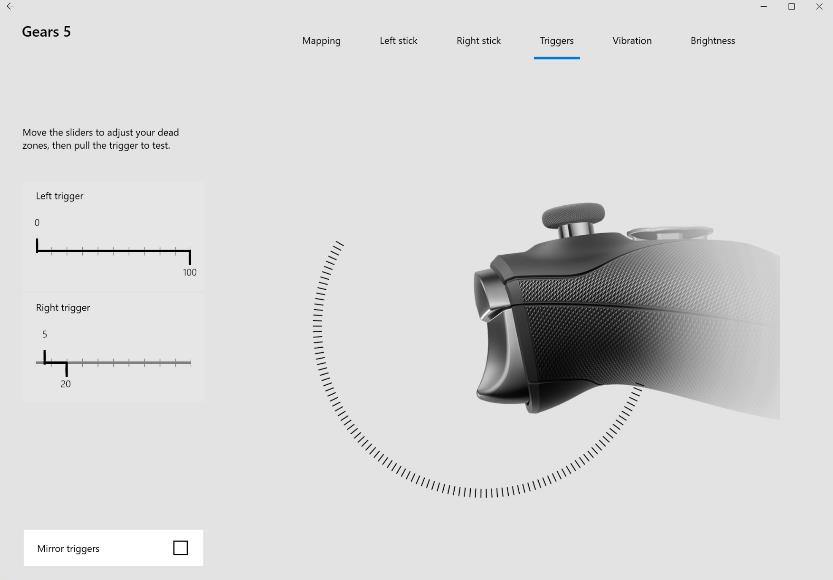 Gears 5
Mapping Left stick Right stick Triggers Vibration Brightness
Move the sliders to adjust your dead
zones, then pull the trigger to test.
Left trigger
0
100
Right trigger
5
20
Mirror triggers